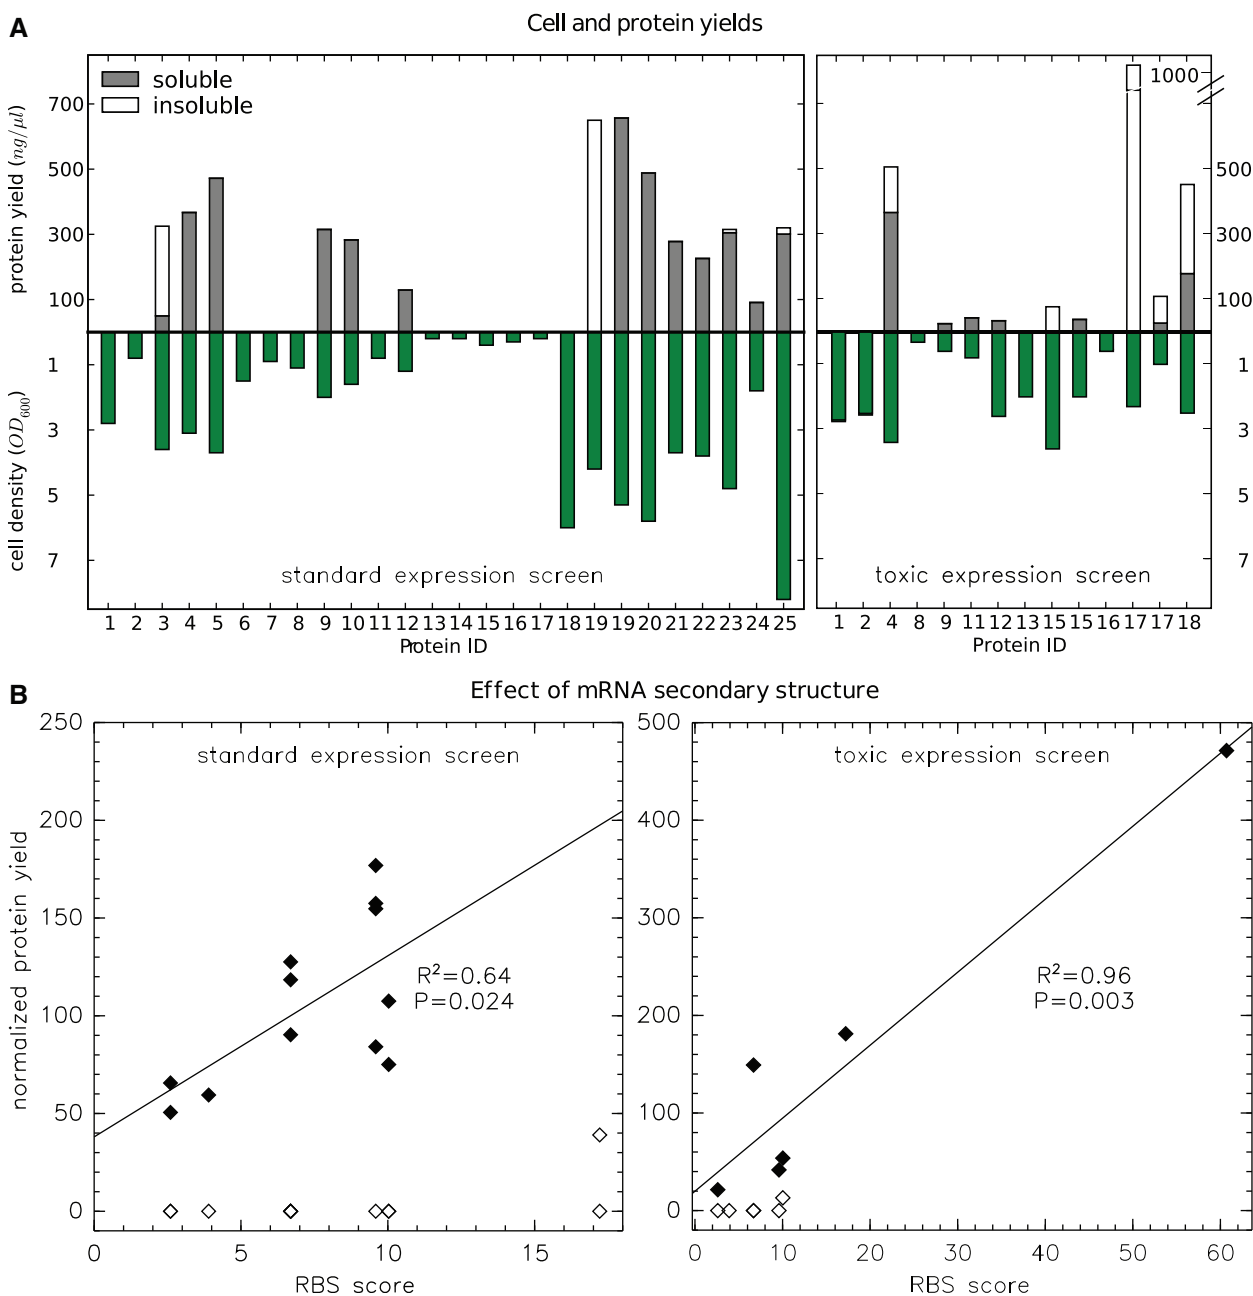 A
Cell and protein yields
soluble
insoluble
protein yield (ng/μl)
700
500
300
100
cell density (OD600)
1
3
5
7
standard expression screen
1 2 3 4 5 6 7 8 9 10 11 12 13 14 15 16 17 18 19 19 20 21 22 23 24 25
Protein ID
1000
500
300
100
1
3
5
7
toxic expression screen
1 2 4 8 9 11 12 13 15 15 16 17 17 18
Protein ID
B
Effect of mRNA secondary structure
normalized protein yield
250
200
150
100
50
0
standard expression screen
R²=0.64
P=0.024
0 5 10 15
RBS score
500
400
300
200
100
0
toxic expression screen
R²=0.96
P=0.003
0 10 20 30 40 50 60
RBS score